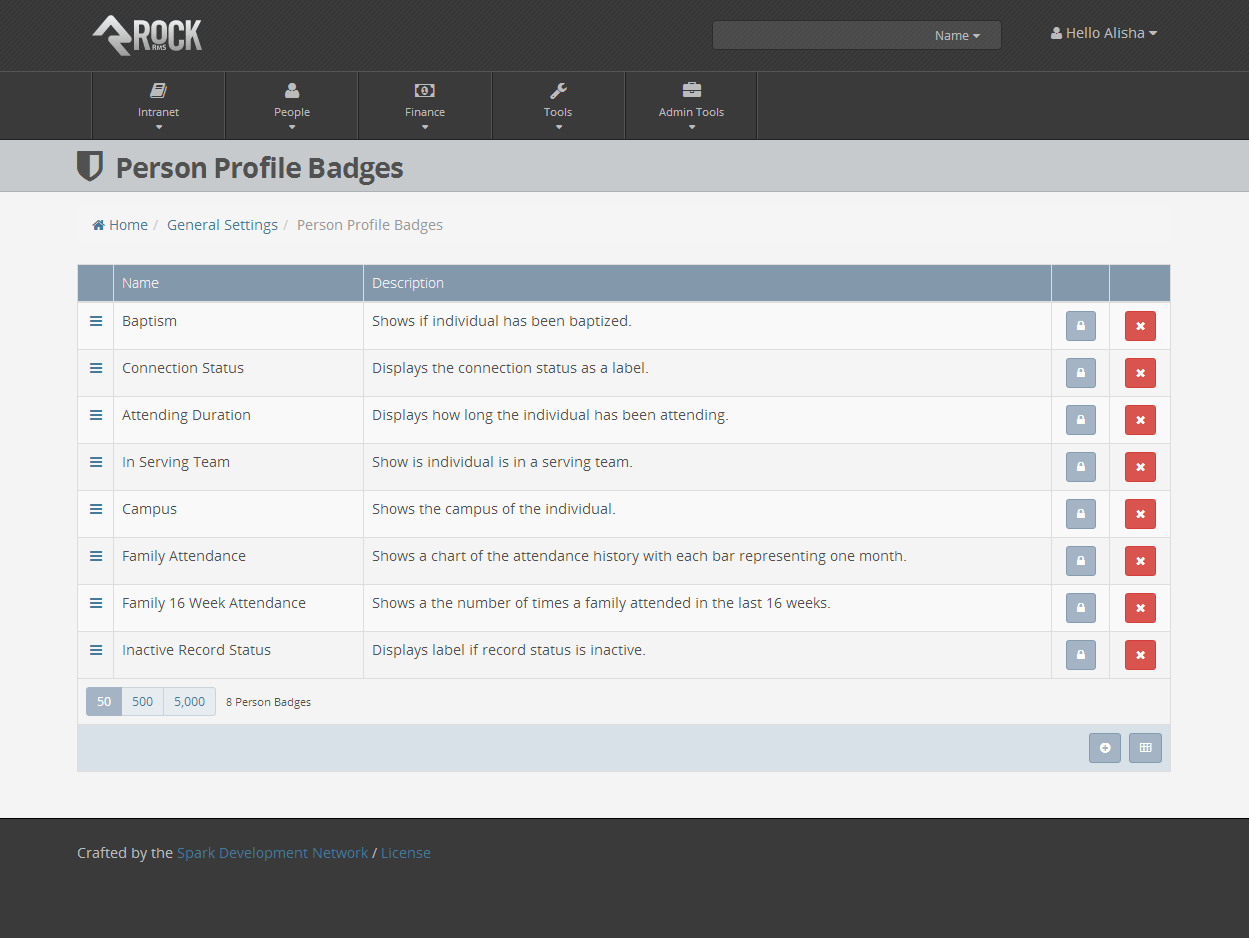 ROCK
RMS
Name
Hello Alisha
Intranet
People
Finance
Tools
Admin Tools
Person Profile Badges
Home / General Settings / Person Profile Badges
Name Description
Baptism Shows if individual has been baptized.
Connection Status Displays the connection status as a label.
Attending Duration Displays how long the individual has been attending.
In Serving Team Show is individual is in a serving team.
Campus Shows the campus of the individual.
Family Attendance Shows a chart of the attendance history with each bar representing one month.
Family 16 Week Attendance Shows a the number of times a family attended in the last 16 weeks.
Inactive Record Status Displays label if record status is inactive.
50 500 5,000 8 Person Badges
Crafted by the Spark Development Network / License